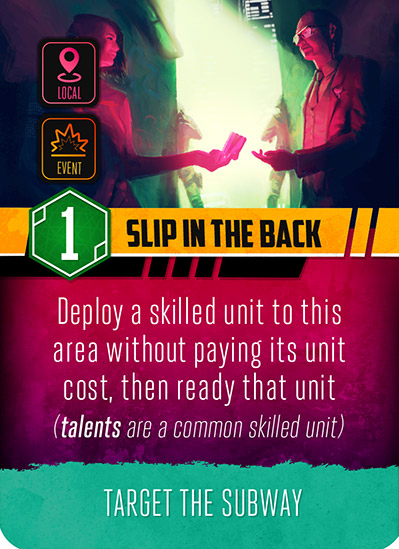 LOCAL
EVENT
1 SLIP IN THE BACK
Deploy a skilled unit to this
area without paying its unit
cost, then ready that unit
(talents are a common skilled unit)
TARGET THE SUBWAY